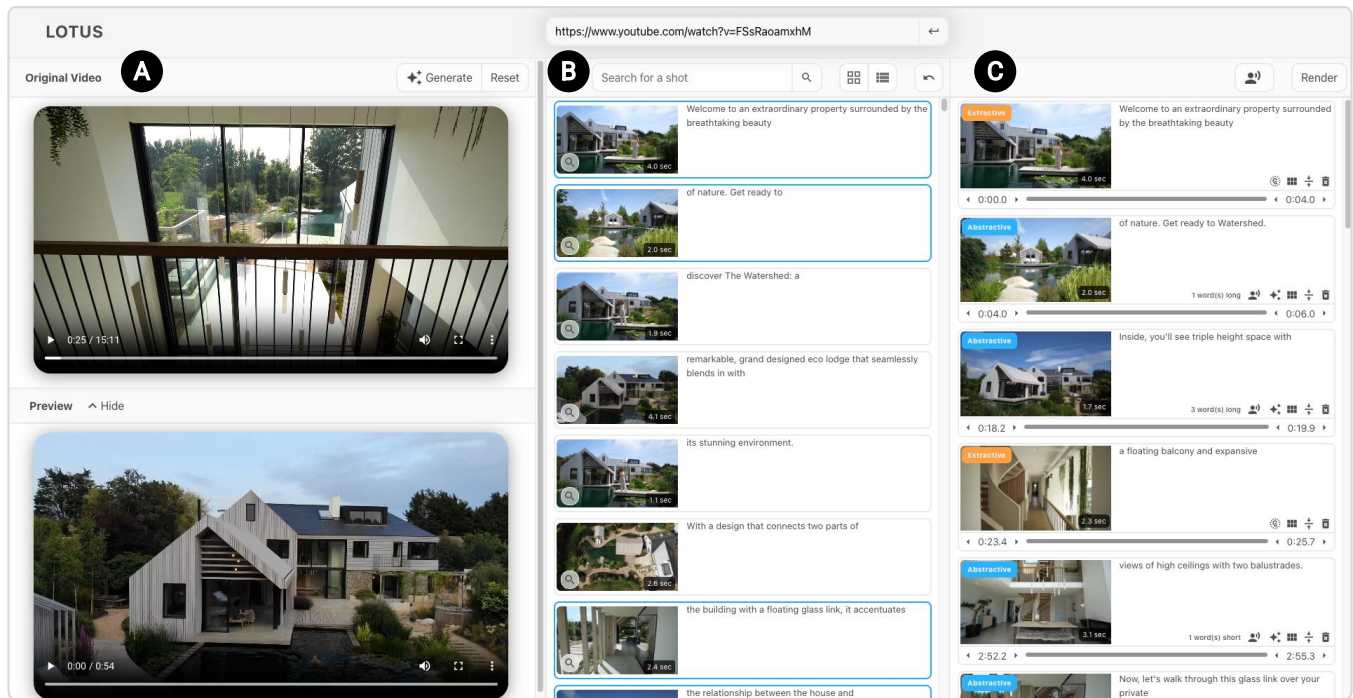 LOTUS
https://www.youtube.com/watch?v=FSsRaoamxhM
Original Video
A
Generate
Reset
0:25 / 15:11
Preview
Hide
0:00 / 0:54
B
Search for a shot
Welcome to an extraordinary property surrounded by the
breathtaking beauty
4.0 sec
of nature. Get ready to
2.0 sec
discover The Watershed: a
1.9 sec
remarkable, grand designed eco lodge that seamlessly
blends in with
4.1 sec
its stunning environment.
1.1 sec
With a design that connects two parts of
2.6 sec
the building with a floating glass link, it accentuates
2.4 sec
the relationship between the house and
C
Render
Extractive
Welcome to an extraordinary property surrounded
by the breathtaking beauty
4.0 sec
0:00.0
0:04.0
Abstractive
of nature. Get ready to Watershed.
2.0 sec
1 word(s) long
0:04.0
0:06.0
Abstractive
Inside, you'll see triple height space with
1.7 sec
3 word(s) long
0:18.2
0:19.9
Extractive
a floating balcony and expansive
2.3 sec
0:23.4
0:25.7
Abstractive
views of high ceilings with two balustrades.
3.1 sec
1 word(s) short
2:52.2
2:55.3
Abstractive
Now, let's walk through this glass link over your
private